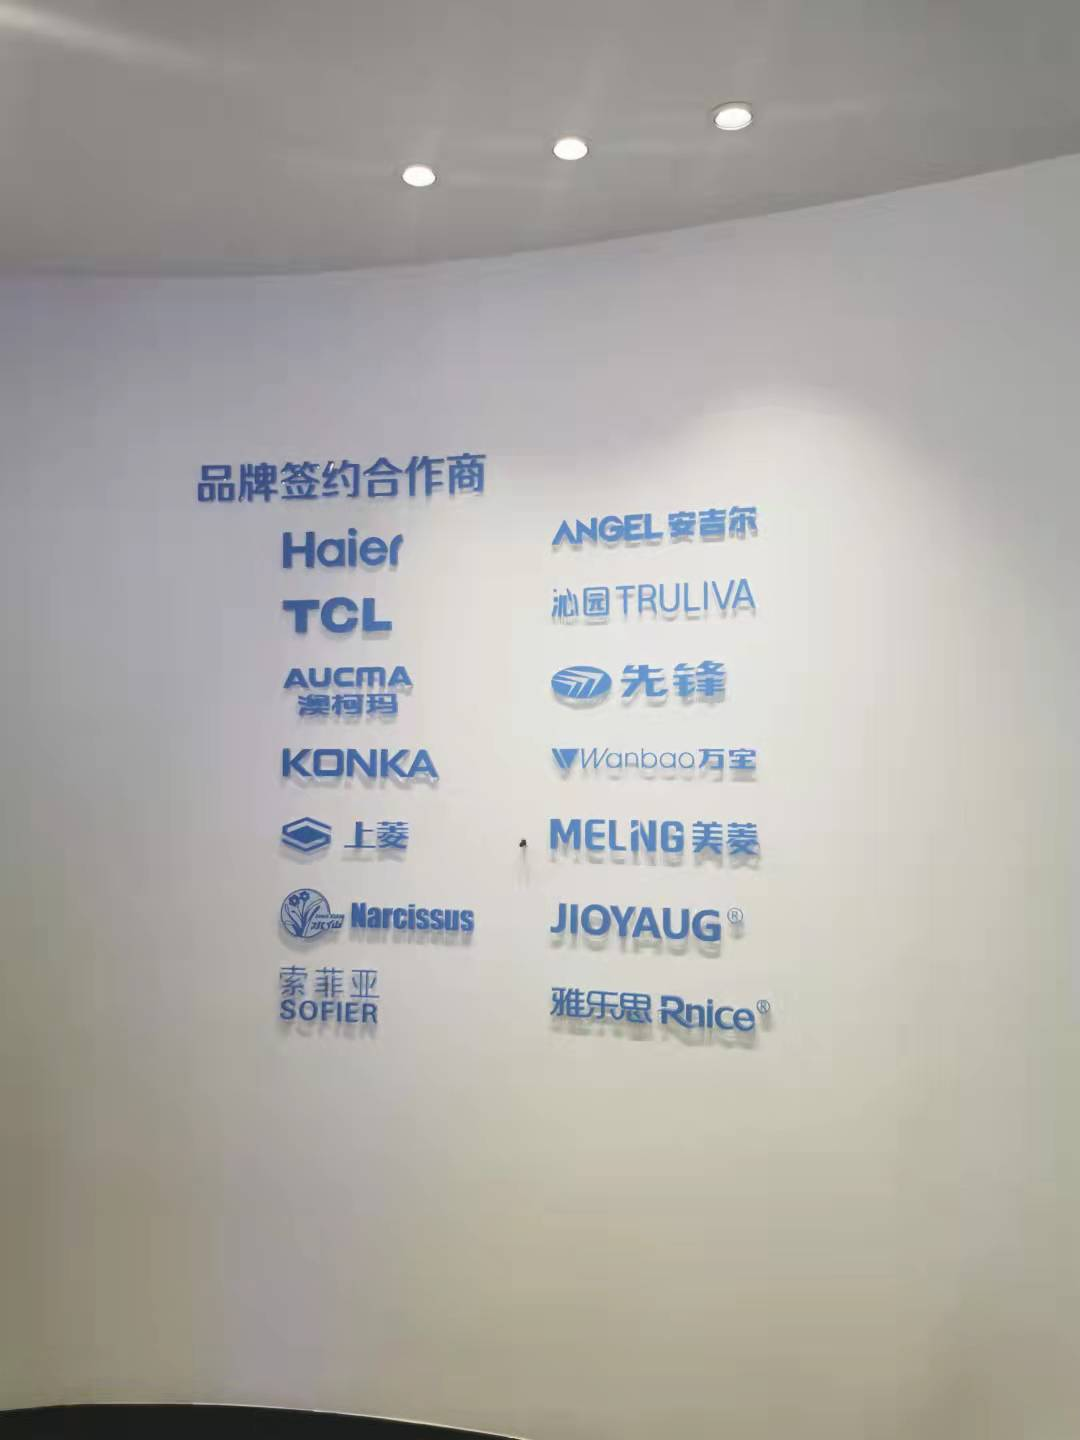 品牌签约合作商
Haier
TCL
AUCMA
澳柯玛
KONKA
上菱
水仙 Narcissus
索菲亚
SOFIER
ANGEL 安吉尔
沁园 TRULIVA
先锋
Wanbao 万宝
MELING 美菱
JIOYAUG®
雅乐思 Rnice®